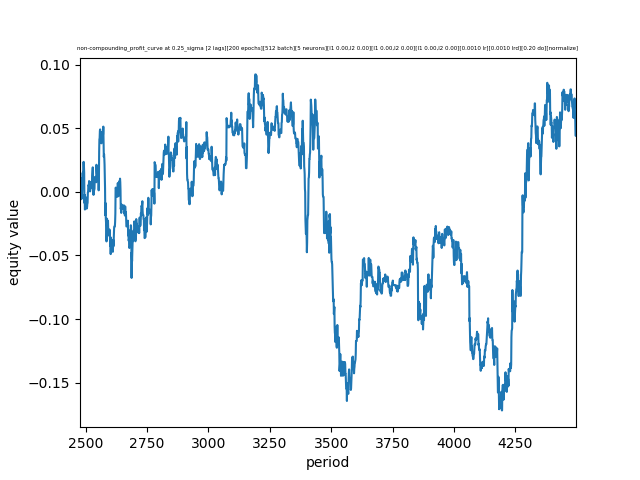 non-compounding_profit_curve at 0.25_sigma [2 lags][200 epochs][512 batch][5 neurons][l1 0.00,l2 0.00][l1 0.00,l2 0.00][l1 0.00,l2 0.00][0.0010 lr][0.0010 lrd][0.20 do][normalize]
0.10
0.05
0.00
−0.05
−0.10
−0.15
equity value
2500 2750 3000 3250 3500 3750 4000 4250
period